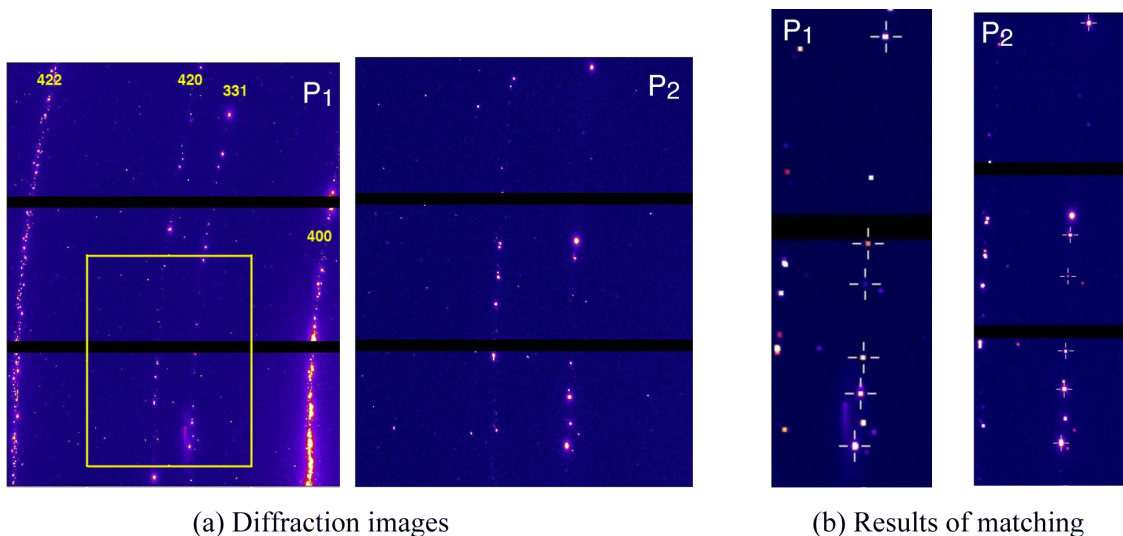 422
420
331
P1
400
P2
P1
P2
(a) Diffraction images
(b) Results of matching